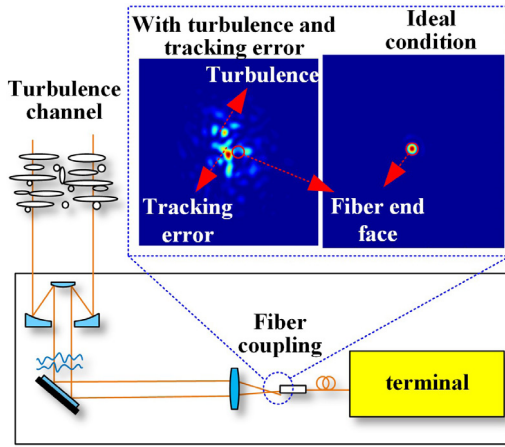 With turbulence and
tracking error
Ideal
condition
Turbulence
Turbulence
channel
Tracking
error
Fiber end
face
Fiber
coupling
terminal